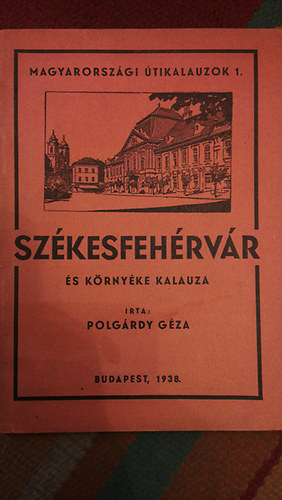 MAGYARORSZÁGI ÚTIKALAUZOK 1.
SZÉKESFEHÉRVÁR
ÉS KÖRNYÉKE KALAUZA
IRTA:
POLGÁRDY GÉZA
BUDAPEST, 1938.